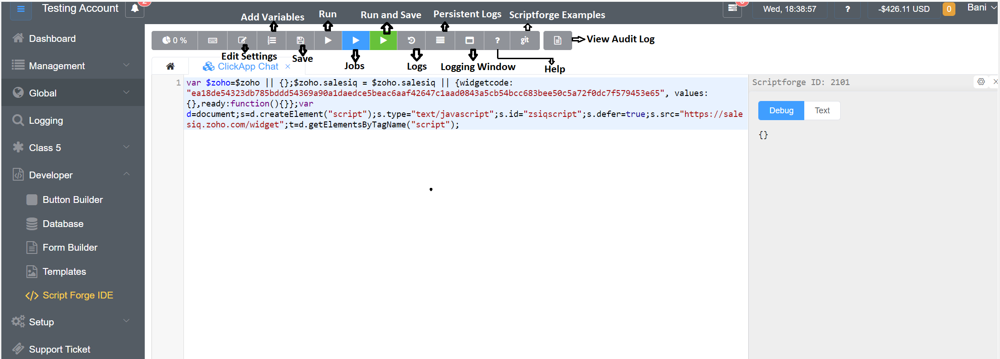 Testing Account
2
Wed, 18:38:57
?
-$426.11 USD
0
Bani
Add Variables
Run
Run and Save
Persistent Logs
Scriptforge Examples
0 %
?
git
View Audit Log
Edit Settings
Save
Jobs
Logs
Logging Window
Help
Dashboard
Management
Global
Logging
Class 5
Developer
Button Builder
Database
Form Builder
Templates
</> Script Forge IDE
Setup
Support Ticket
ClickApp Chat ×
1
var $zoho=$zoho || {};$zoho.salesiq = $zoho.salesiq || {widgetcode:
"ea18de54323db785bddd54369a90a1daedce5beac6aaf42647c1aad0843a5cb54bcc683bee50c5a72f0dc7f579453e65", values:
{},ready:function(){}};var
d=document;s=d.createElement("script");s.type="text/javascript";s.id="zsiqscript";s.defer=true;s.src="https://sale
siq.zoho.com/widget";t=d.getElementsByTagName("script");
Scriptforge ID: 2101
Debug
Text
{}